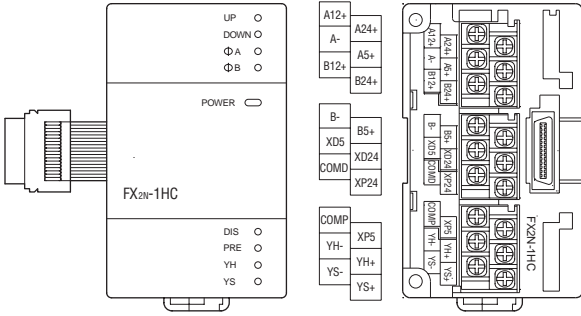 UP
DOWN
ΦA
ΦB
POWER
FX2N-1HC
DIS
PRE
YH
YS
A12+
A24+
A-
A5+
B12+
B24+
B-
B5+
XD5
XD24
COMD
XP24
COMP
XP5
YH-
YH+
YS-
YS+
A12+
A24+
A-
A5+
B12+
B24+
B-
B5+
XD5
XD24
COMD
XP24
COMP
XP5
YH-
YH+
YS-
YS+
FX2N-1HC